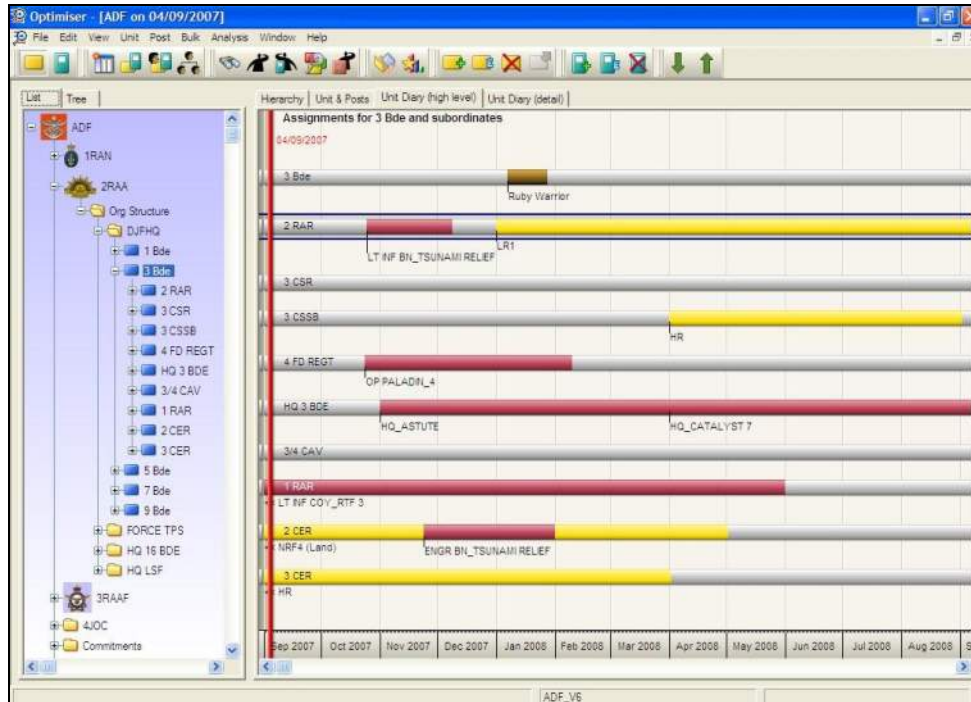 Optimiser - [ADF on 04/09/2007]
File Edit View Unit Post Bulk Analysis Window Help
List Tree
ADF
1RAN
2RAA
Org Structure
DJFHQ
1 Bde
3 Bde
2 RAR
3 CSR
3 CSSB
4 FD REGT
HQ 3 BDE
3/4 CAV
1 RAR
2 CER
3 CER
5 Bde
7 Bde
9 Bde
FORCE TPS
HQ 16 BDE
HQ LSF
3RAAF
4JOC
Commitments
Hierarchy Unit & Posts Unit Diary (high level) Unit Diary (detail)
Assignments for 3 Bde and subordinates
04/09/2007
3 Bde
Ruby Warrior
2 RAR
LR1
LT INF BN_TSUNAMI RELIEF
3 CSR
3 CSSB
HR
4 FD REGT
OP PALADIN_4
HQ 3 BDE
HQ_ASTUTE HQ_CATALYST 7
3/4 CAV
1 RAR
LT INF COY_RTF 3
2 CER
NRF4 (Land) ENGR BN_TSUNAMI RELIEF
3 CER
HR
Sep 2007 Oct 2007 Nov 2007 Dec 2007 Jan 2008 Feb 2008 Mar 2008 Apr 2008 May 2008 Jun 2008 Jul 2008 Aug 2008 S
ADF_V6